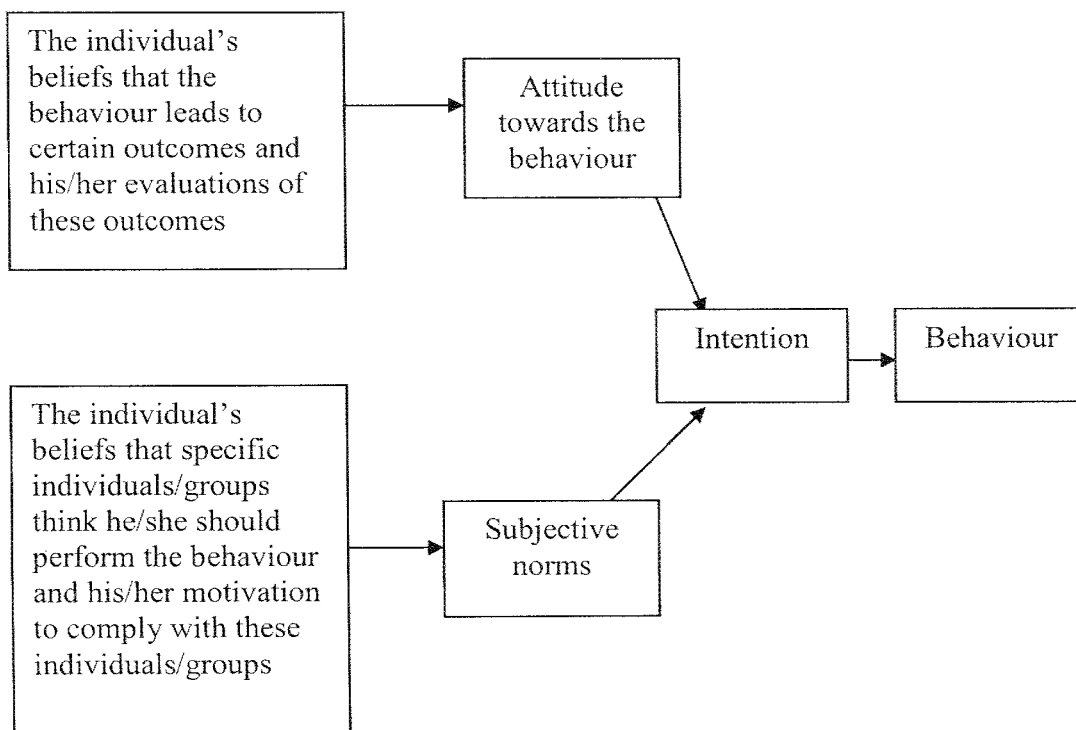 The individual's
beliefs that the
behaviour leads to
certain outcomes and
his/her evaluations of
these outcomes
Attitude
towards the
behaviour
Intention
Behaviour
The individual's
beliefs that specific
individuals/groups
think he/she should
perform the behaviour
and his/her motivation
to comply with these
individuals/groups
Subjective
norms